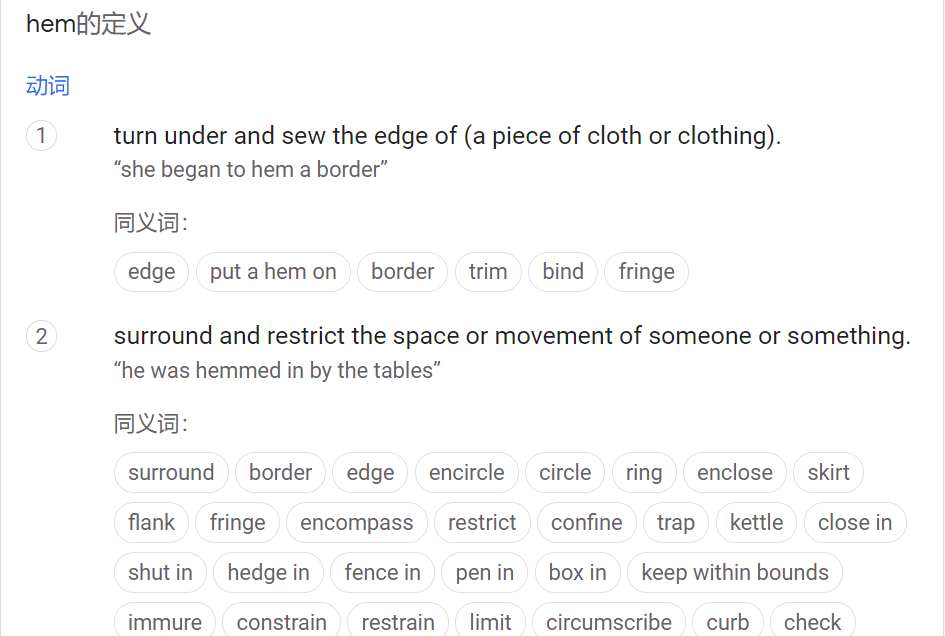 hem的定义
动词
1 turn under and sew the edge of (a piece of cloth or clothing).
“she began to hem a border”
同义词：
edge put a hem on border trim bind fringe
2 surround and restrict the space or movement of someone or something.
“he was hemmed in by the tables”
同义词：
surround border edge encircle circle ring enclose skirt
flank fringe encompass restrict confine trap kettle close in
shut in hedge in fence in pen in box in keep within bounds
immure constrain restrain limit circumscribe curb check